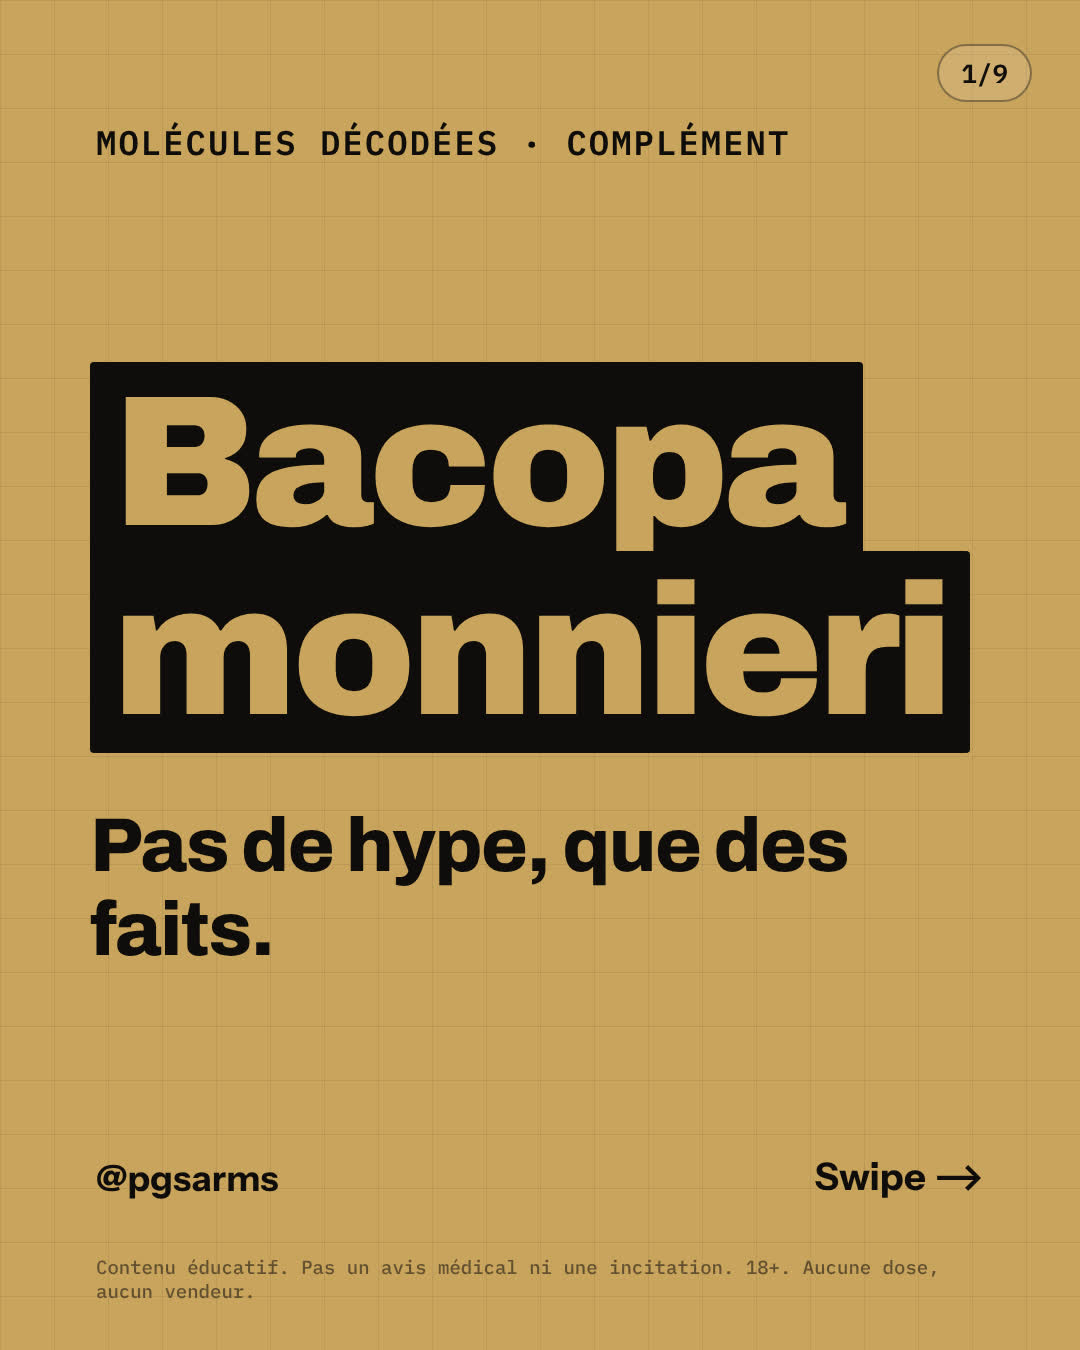 1/9
MOLÉCULES DÉCODÉES · COMPLÉMENT
Bacopa
monnieri
Pas de hype, que des
faits.
@pgsarms
Swipe →
Contenu éducatif. Pas un avis médical ni une incitation. 18+. Aucune dose,
aucun vendeur.